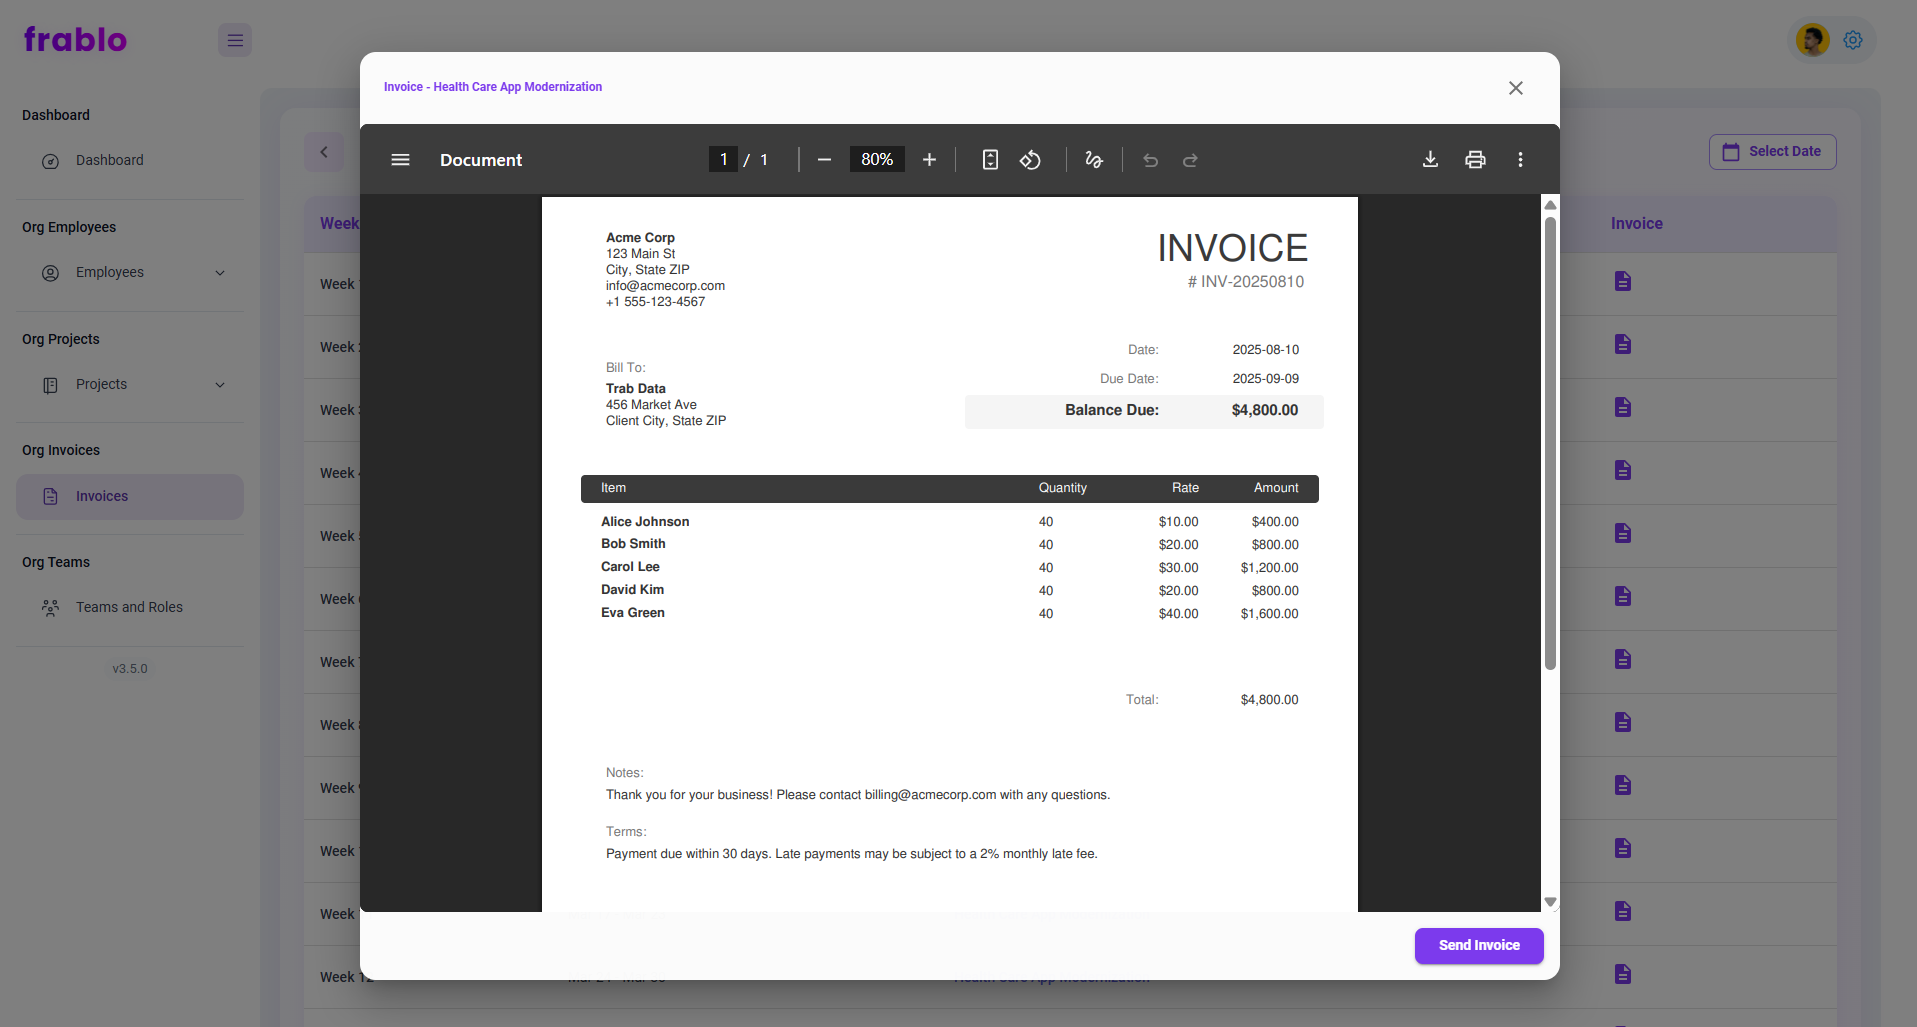 frablo
Dashboard
Dashboard
Org Employees
Employees
Org Projects
Projects
Org Invoices
Invoices
Org Teams
Teams and Roles
v3.5.0
Select Date
Week
Invoice
Week
Week
Week
Week
Week
Week
Week
Week
Week
Week
Week
Week
Invoice - Health Care App Modernization
Document
1 / 1
80%
Acme Corp
123 Main St
City, State ZIP
info@acmecorp.com
+1 555-123-4567
INVOICE
# INV-20250810
Bill To:
Trab Data
456 Market Ave
Client City, State ZIP
Date: 2025-08-10
Due Date: 2025-09-09
Balance Due: $4,800.00
Item Quantity Rate Amount
Alice Johnson 40 $10.00 $400.00
Bob Smith 40 $20.00 $800.00
Carol Lee 40 $30.00 $1,200.00
David Kim 40 $20.00 $800.00
Eva Green 40 $40.00 $1,600.00
Total: $4,800.00
Notes:
Thank you for your business! Please contact billing@acmecorp.com with any questions.
Terms:
Payment due within 30 days. Late payments may be subject to a 2% monthly late fee.
Send Invoice